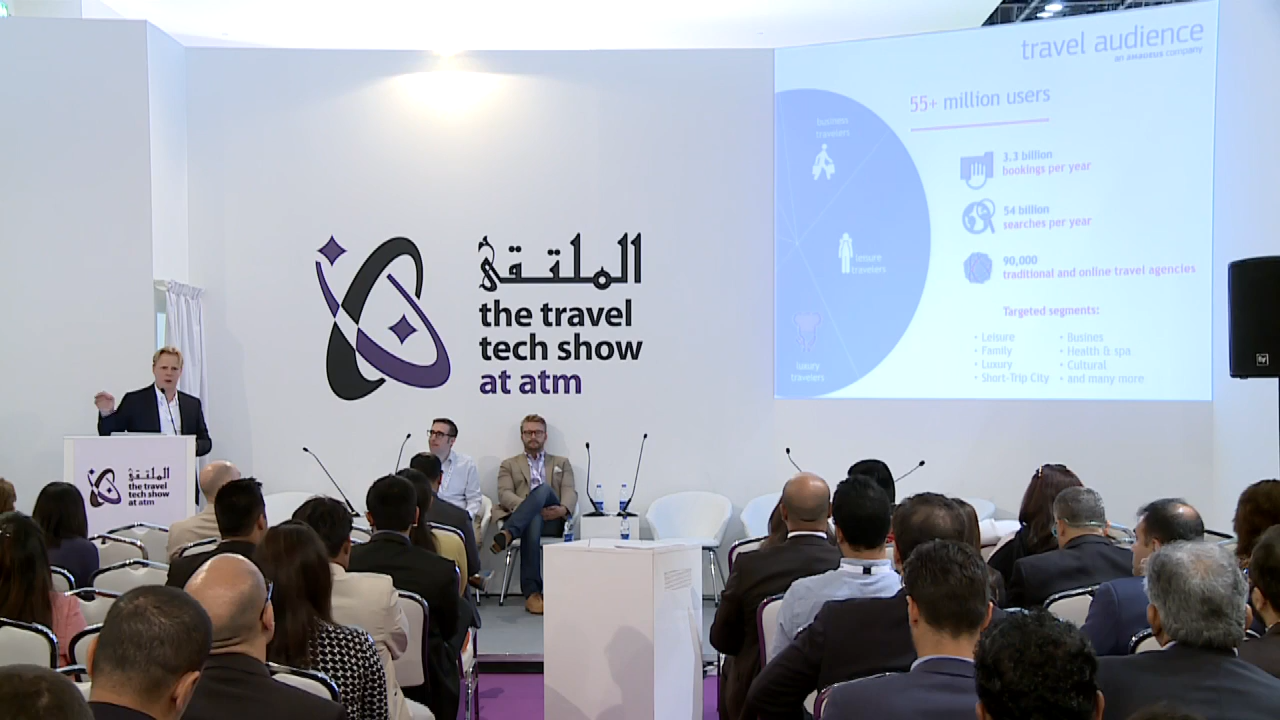 الملتقى
the travel
tech show
at atm
الملتقى
the travel
tech show
at atm
travel audience
an amadeus company
55+ million users
business
travelers
leisure
travelers
luxury
travelers
3.3 billion
bookings per year
54 billion
searches per year
90,000
traditional and online travel agencies
Targeted segments:
• Leisure
• Family
• Luxury
• Short-Trip City
• Busines
• Health & spa
• Cultural
• and many more